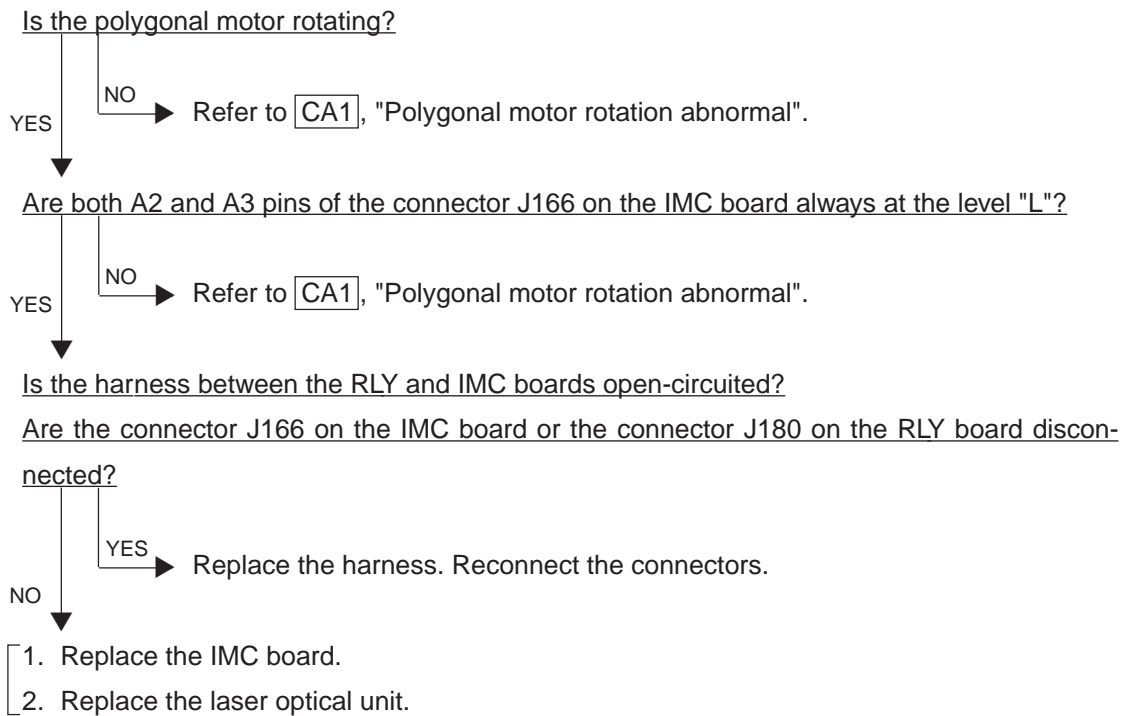 Is the polygonal motor rotating?
NO
Refer to CA1, "Polygonal motor rotation abnormal".
YES
Are both A2 and A3 pins of the connector J166 on the IMC board always at the level "L"?
NO
Refer to CA1, "Polygonal motor rotation abnormal".
YES
Is the harness between the RLY and IMC boards open-circuited?
Are the connector J166 on the IMC board or the connector J180 on the RLY board discon-
nected?
YES
Replace the harness. Reconnect the connectors.
NO
1. Replace the IMC board.
2. Replace the laser optical unit.